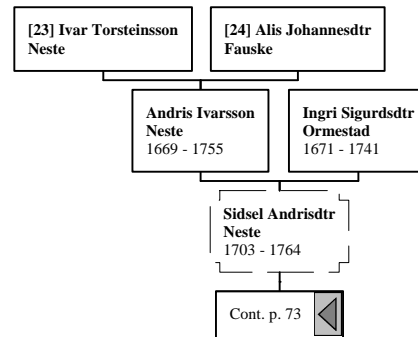 [23] Ivar Torsteinsson
Neste
[24] Alis Johannesdtr
Fauske
Andris Ivarsson
Neste
1669 - 1755
Ingri Sigurdsdtr
Ormestad
1671 - 1741
Sidsel Andrisdtr
Neste
1703 - 1764
Cont. p. 73